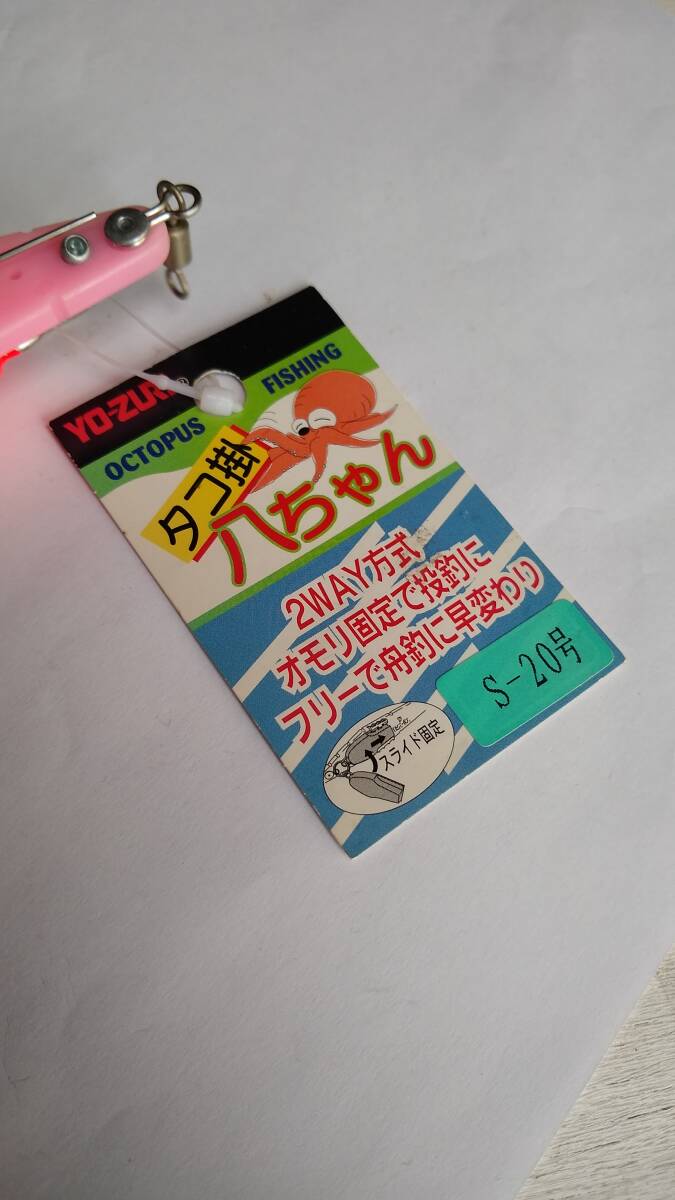 YO-ZURI®
OCTOPUS FISHING
タコ掛
八ちゃん
2WAY方式
オモリ固定で投釣に
フリーで舟釣に早変わり
S-20号
スライド固定